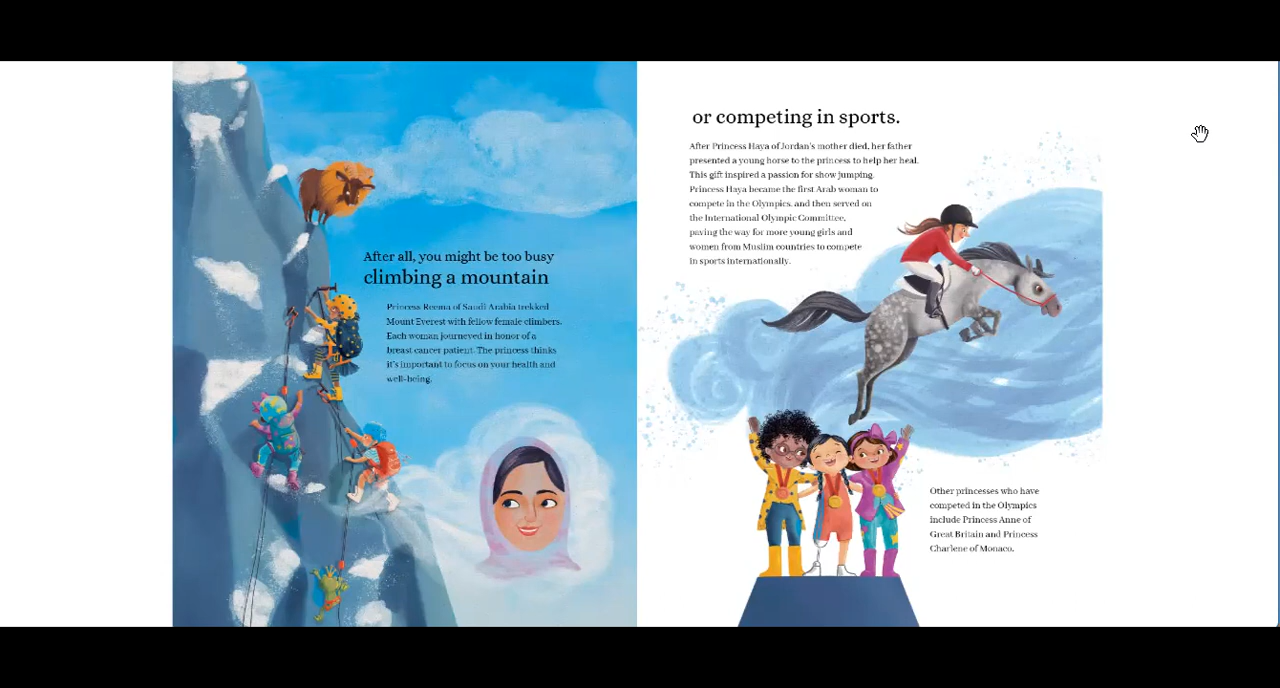 After all, you might be too busy
climbing a mountain
Princess Reema of Saudi Arabia trekked
Mount Everest with fellow female climbers.
Each woman journeyed in honor of a
breast cancer patient. The princess thinks
it's important to focus on your health and
well-being.
or competing in sports.
After Princess Haya of Jordan's mother died, her father
presented a young horse to the princess to help her heal.
This gift inspired a passion for show jumping.
Princess Haya became the first Arab woman to
compete in the Olympics, and then served on
the International Olympic Committee,
paving the way for more young girls and
women from Muslim countries to compete
in sports internationally.
Other princesses who have
competed in the Olympics
include Princess Anne of
Great Britain and Princess
Charlene of Monaco.